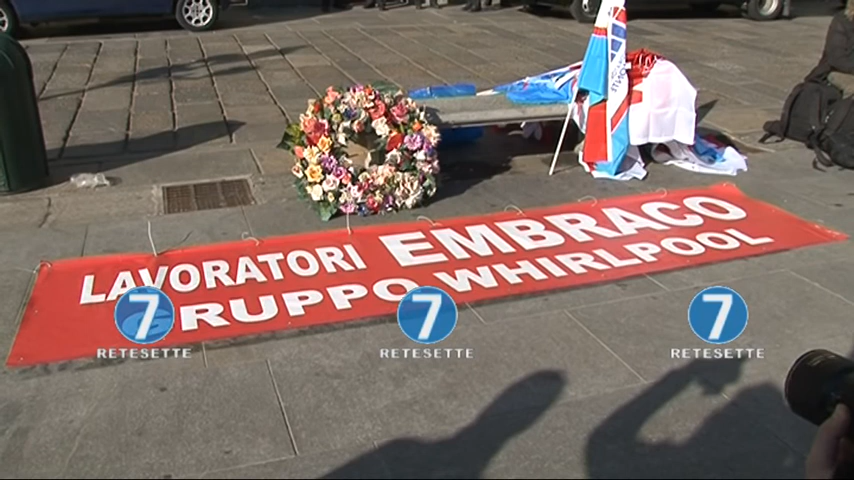 LAVORATORI EMBRACO
RUPPO WHIRLPOOL
7 7 7
RETESETTE RETESETTE RETESETTE